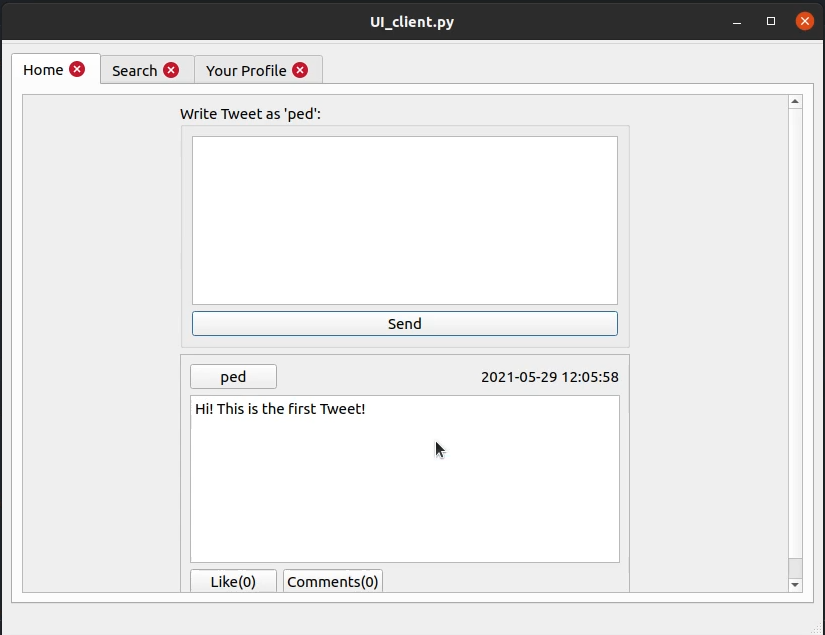 UI_client.py
Home Search Your Profile
Write Tweet as 'ped':
Send
ped 2021-05-29 12:05:58
Hi! This is the first Tweet!
Like(0) Comments(0)